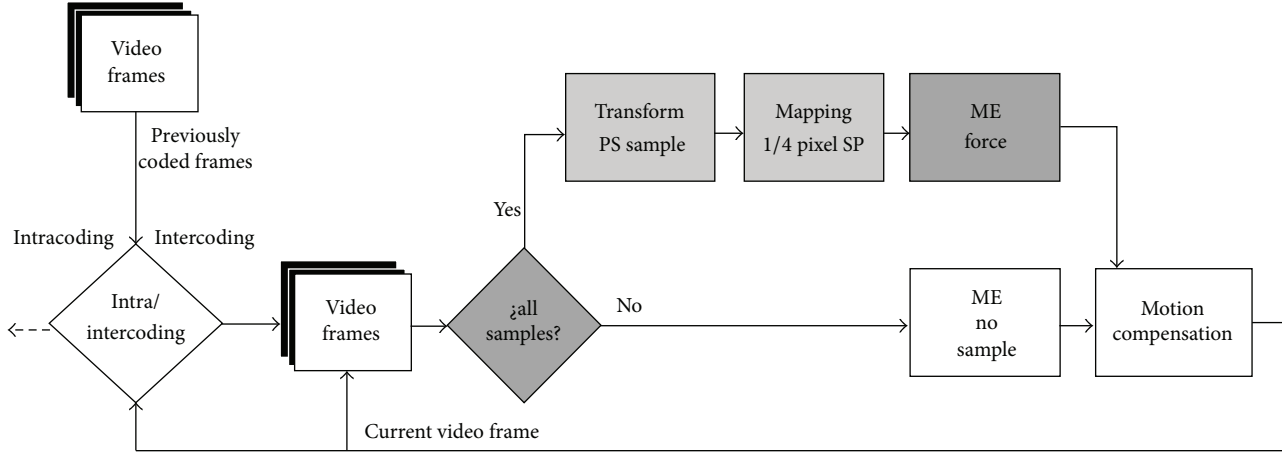 Video
frames
Previously
coded frames
Intracoding
Intercoding
Intra/
intercoding
Video
frames
¿all
samples?
Yes
No
Transform
PS sample
Mapping
1/4 pixel SP
ME
force
ME
no
sample
Motion
compensation
Current video frame